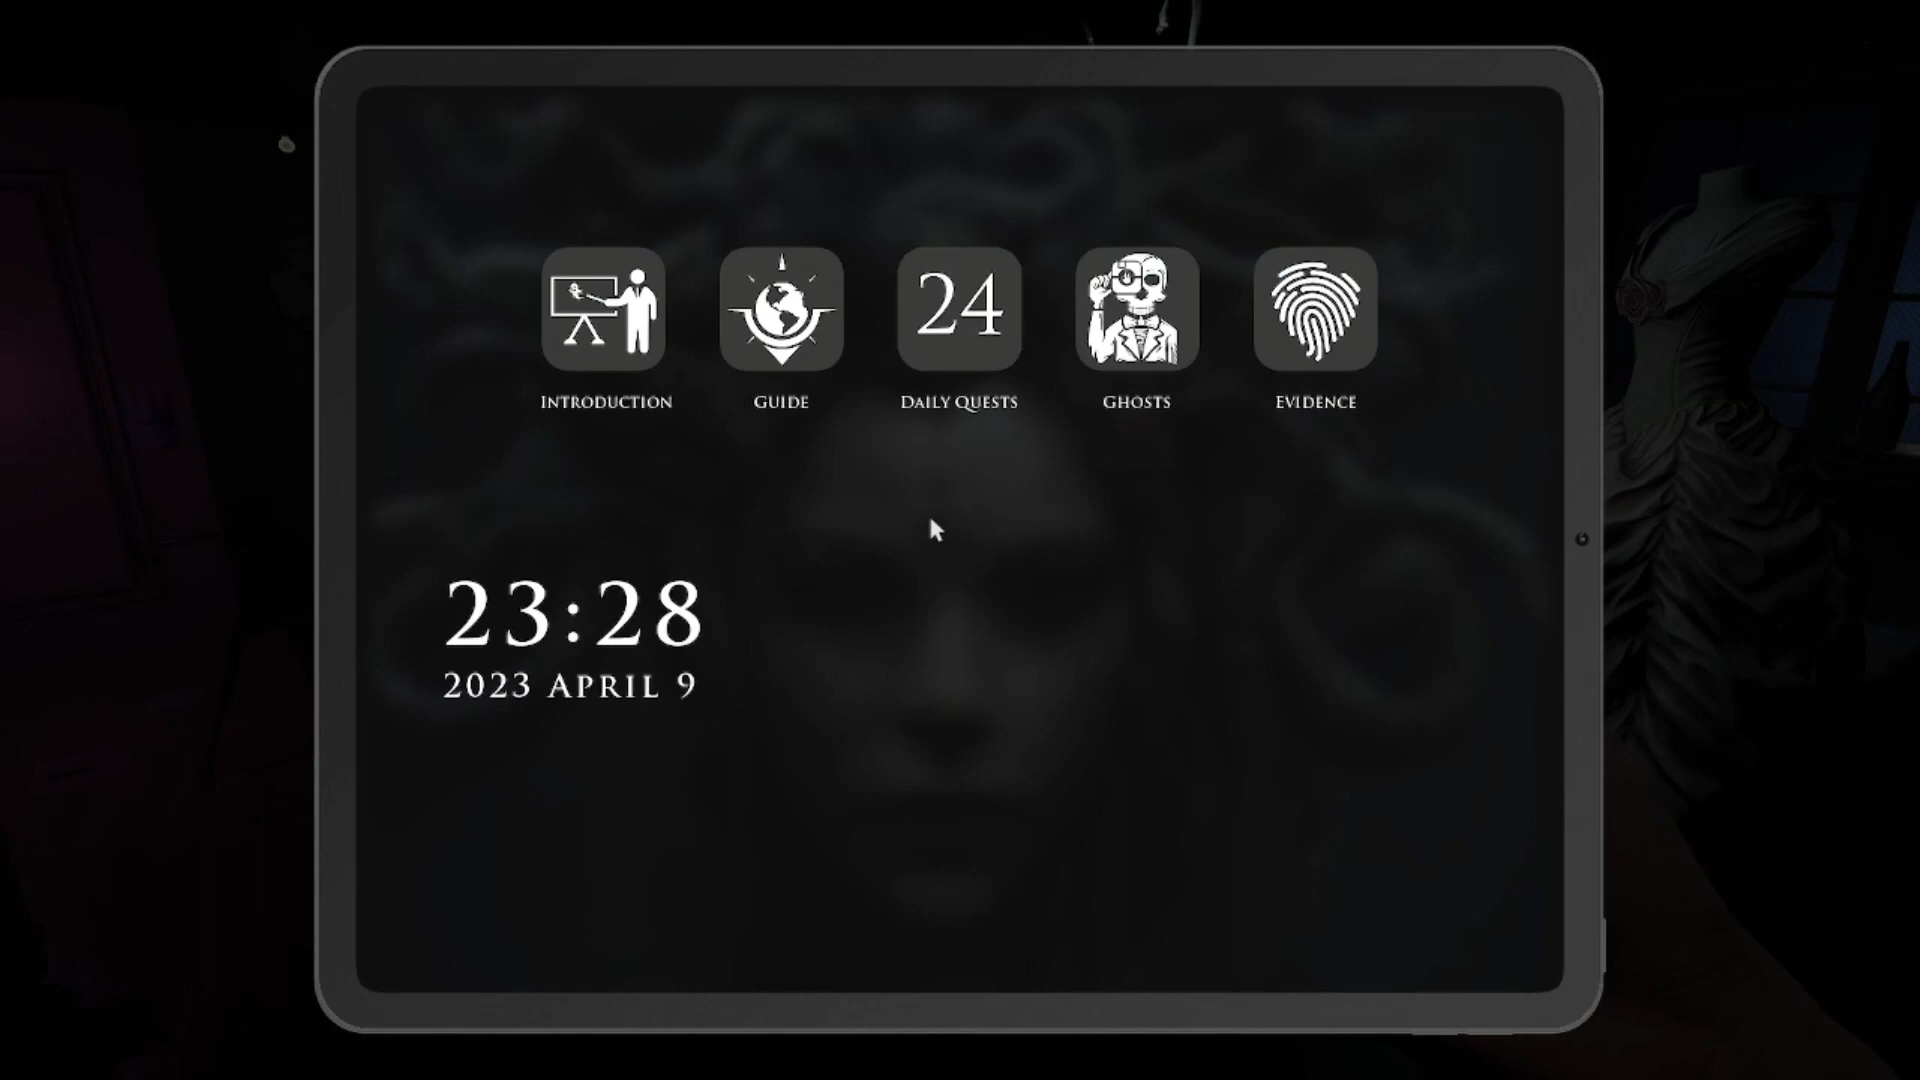 24
INTRODUCTION
GUIDE
DAILY QUESTS
GHOSTS
EVIDENCE
23:28
2023 APRIL 9